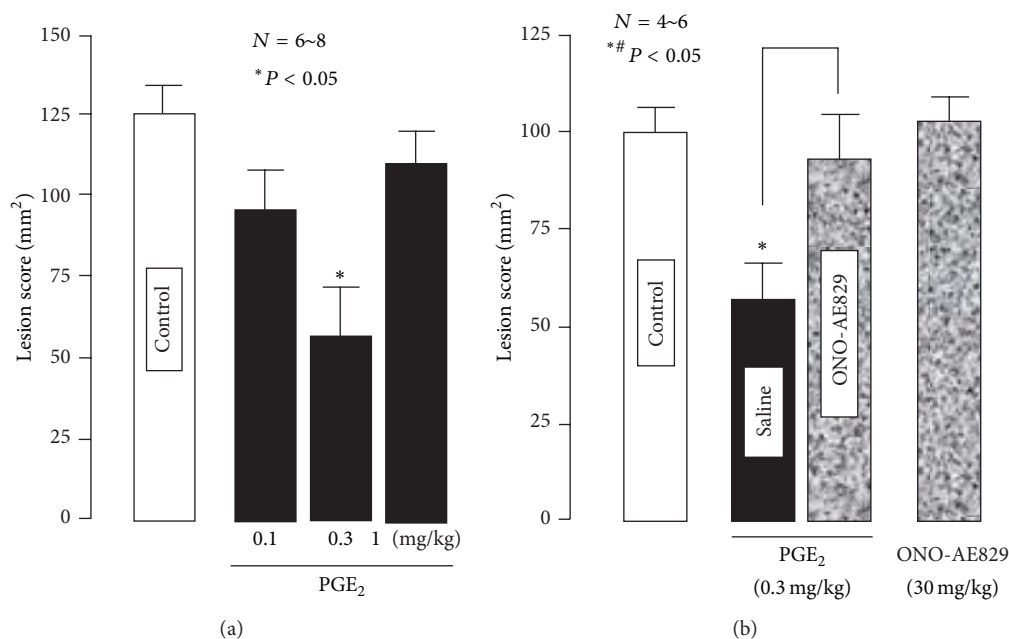 150
125
100
75
50
25
0
Lesion score (mm²)
N = 6~8
* P < 0.05
Control
*
0.1 0.3 1 (mg/kg)
PGE₂
(a)
125
100
75
50
25
0
Lesion score (mm²)
N = 4~6
*# P < 0.05
Control
*
Saline
ONO-AE829
PGE₂
(0.3 mg/kg)
ONO-AE829
(30 mg/kg)
(b)